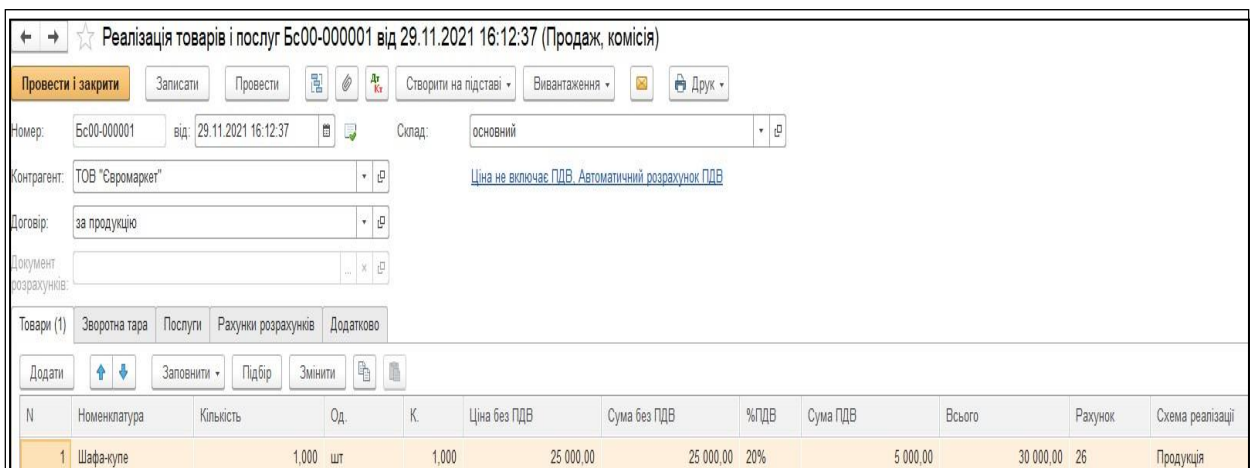 Реалізація товарів і послуг Бс00-000001 від 29.11.2021 16:12:37 (Продаж, комісія)
Провести і закрити Записати Провести Дт Кт Створити на підставі Вивантаження Друк
Номер: Бс00-000001 від: 29.11.2021 16:12:37 Склад: основний
Контрагент: ТОВ "Євромаркет" Ціна не включає ПДВ, Автоматичний розрахунок ПДВ
Договір: за продукцію
Документ
розрахунків:
Товари (1) Зворотна тара Послуги Рахунки розрахунків Додатково
Додати Заповнити Підбір Змінити
N Номенклатура Кількість Од. К. Ціна без ПДВ Сума без ПДВ %ПДВ Сума ПДВ Всього Рахунок Схема реалізації
1 Шафа-купе 1,000 шт 1,000 25 000,00 25 000,00 20% 5 000,00 30 000,00 26 Продукція